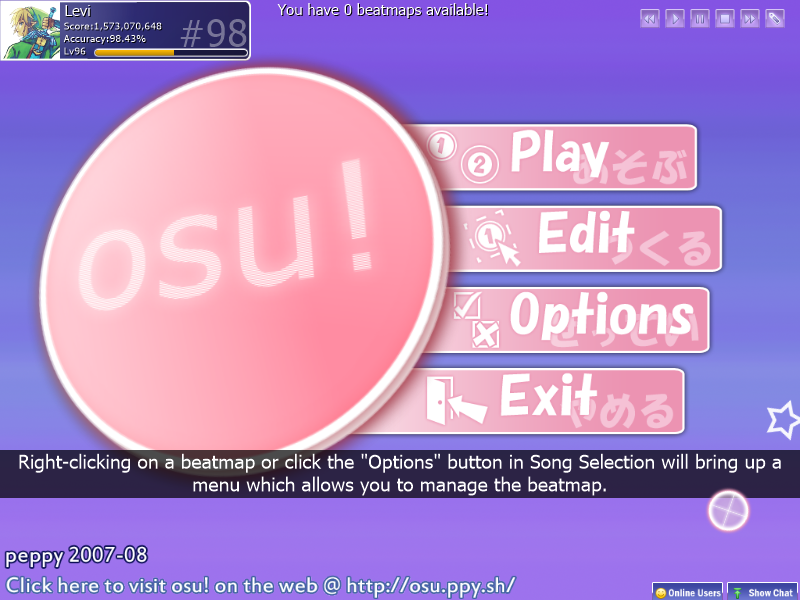 Levi
Score:1,573,070,648
Accuracy:98.43%
Lv96
#98
You have 0 beatmaps available!
osu!
1 2 Play
あそぶ
1 Edit
つくる
Options
せってい
Exit
やめる
Right-clicking on a beatmap or click the "Options" button in Song Selection will bring up a
menu which allows you to manage the beatmap.
peppy 2007-08
Click here to visit osu! on the web @ http://osu.ppy.sh/
Online Users
Show Chat